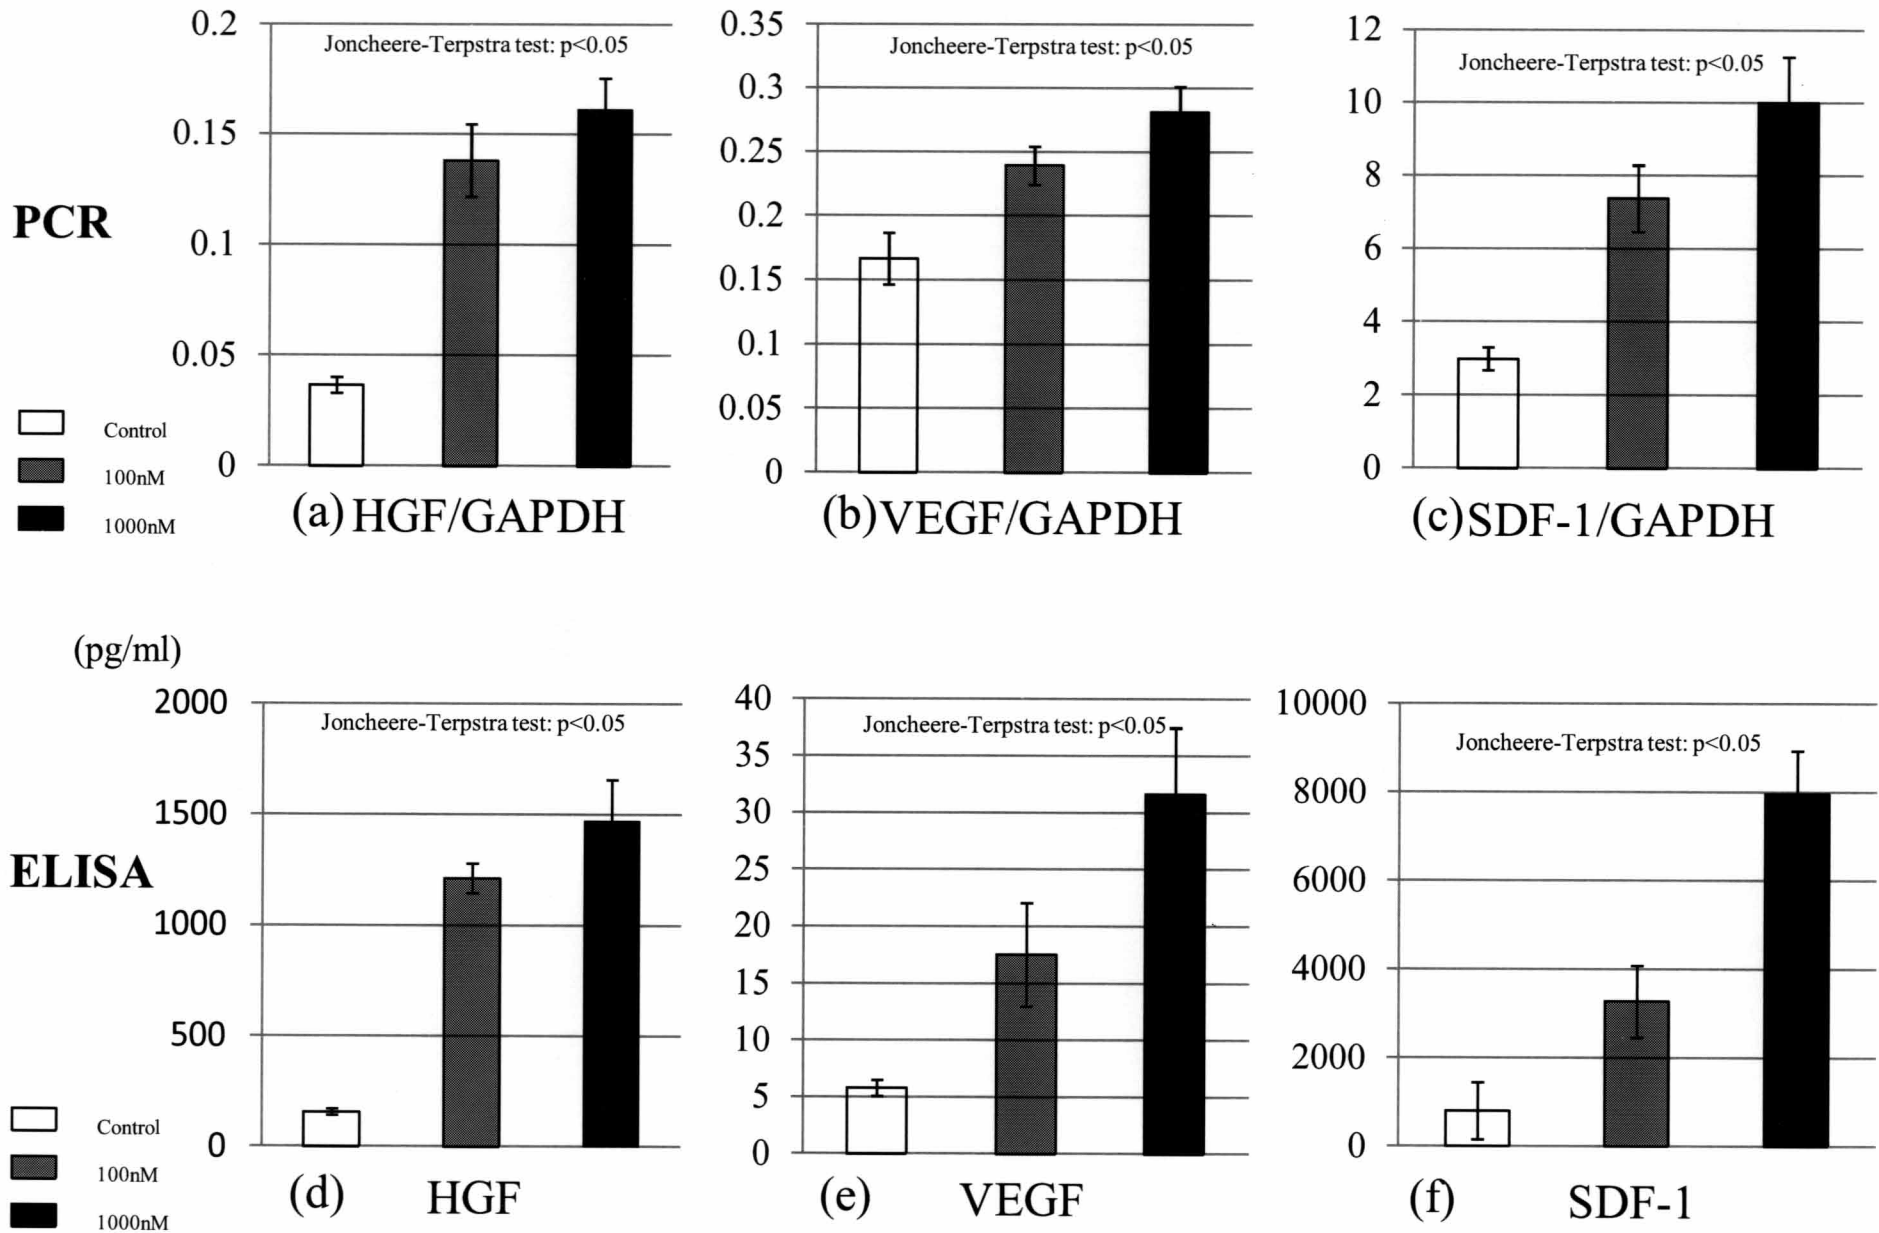 PCR
Control
100nM
1000nM
0.2
0.15
0.1
0.05
0
Joncheere-Terpstra test: p<0.05
(a) HGF/GAPDH
0.35
0.3
0.25
0.2
0.15
0.1
0.05
0
Joncheere-Terpstra test: p<0.05
(b) VEGF/GAPDH
12
10
8
6
4
2
0
Joncheere-Terpstra test: p<0.05
(c) SDF-1/GAPDH
(pg/ml)
ELISA
Control
100nM
1000nM
2000
1500
1000
500
0
Joncheere-Terpstra test: p<0.05
(d) HGF
40
35
30
25
20
15
10
5
0
Joncheere-Terpstra test: p<0.05
(e) VEGF
10000
8000
6000
4000
2000
0
Joncheere-Terpstra test: p<0.05
(f) SDF-1